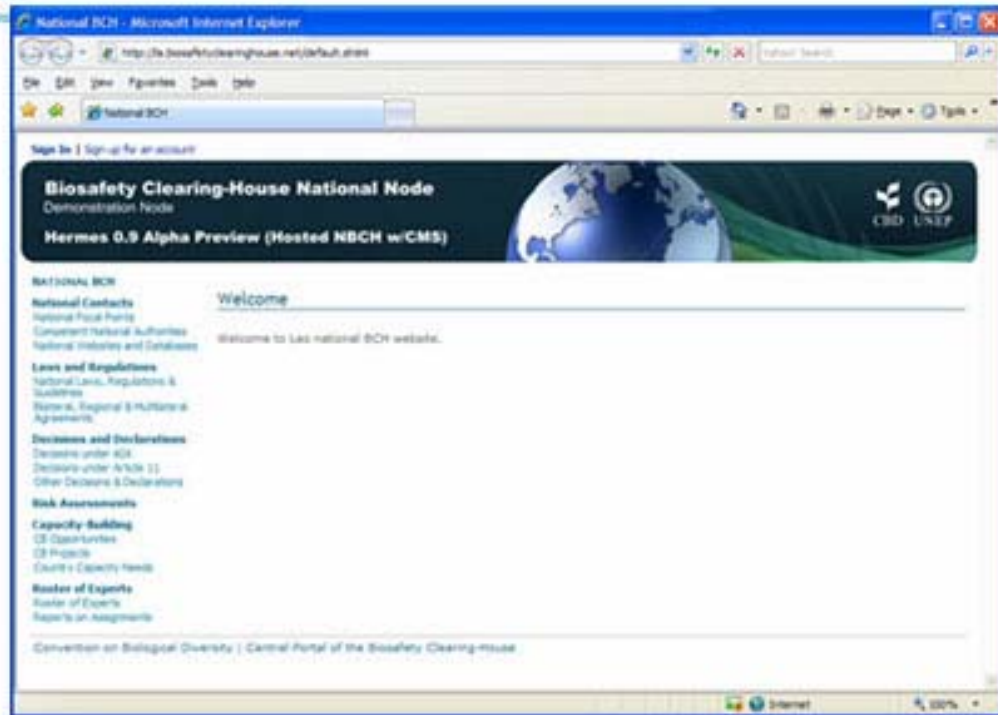 National BCH - Microsoft Internet Explorer
File Edit View Favorites Tools Help
National BCH
Page Tools
Sign In | Sign up for an account
Biosafety Clearing-House National Node
Demonstration Node
Hermes 0.9 Alpha Preview (Hosted NBCH w/CMS)
CBD UNEP
NATIONAL BCH
National Contacts
National Focal Points
Competent National Authorities
National Websites and Databases
Laws and Regulations
National Laws, Regulations &
Guidelines
Bilateral, Regional & Multilateral
Agreements
Decisions and Declarations
Decisions under AIA
Decisions under Article 11
Other Decisions & Declarations
Risk Assessments
Capacity-Building
CB Opportunities
CB Projects
Country Capacity Needs
Roster of Experts
Roster of Experts
Reports on Assignments
Welcome
Welcome to Lao national BCH website.
Convention on Biological Diversity | Central Portal of the Biosafety Clearing-House
Internet
100%